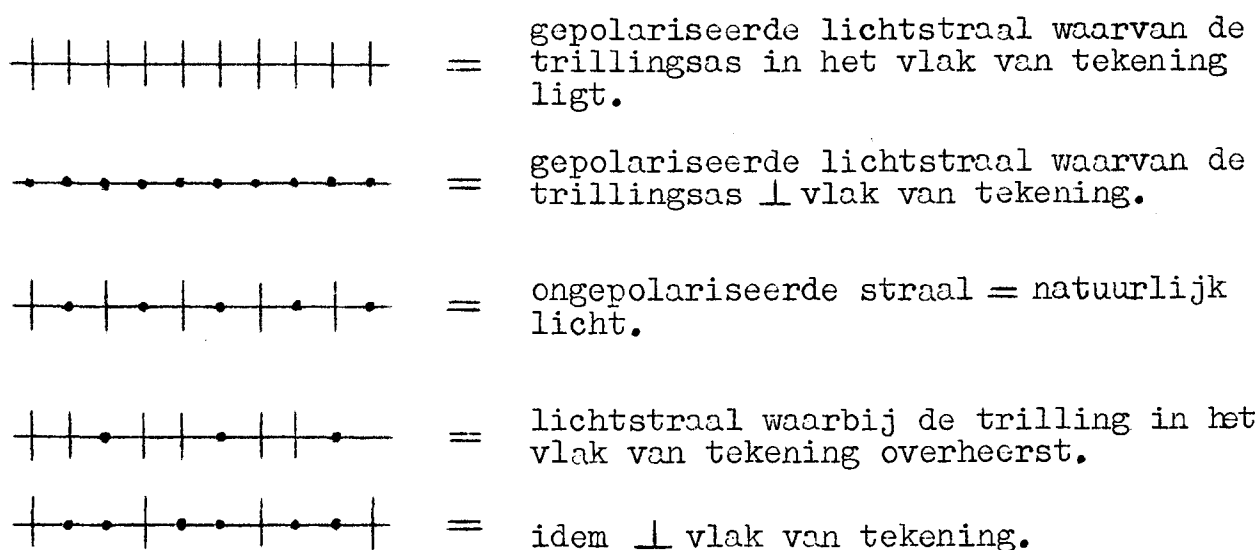 = gepolariseerde lichtstraal waarvan de
trillingsas in het vlak van tekening
ligt.
= gepolariseerde lichtstraal waarvan de
trillingsas ⊥ vlak van tekening.
= ongepolariseerde straal = natuurlijk
licht.
= lichtstraal waarbij de trilling in het
vlak van tekening overheerst.
= idem ⊥ vlak van tekening.